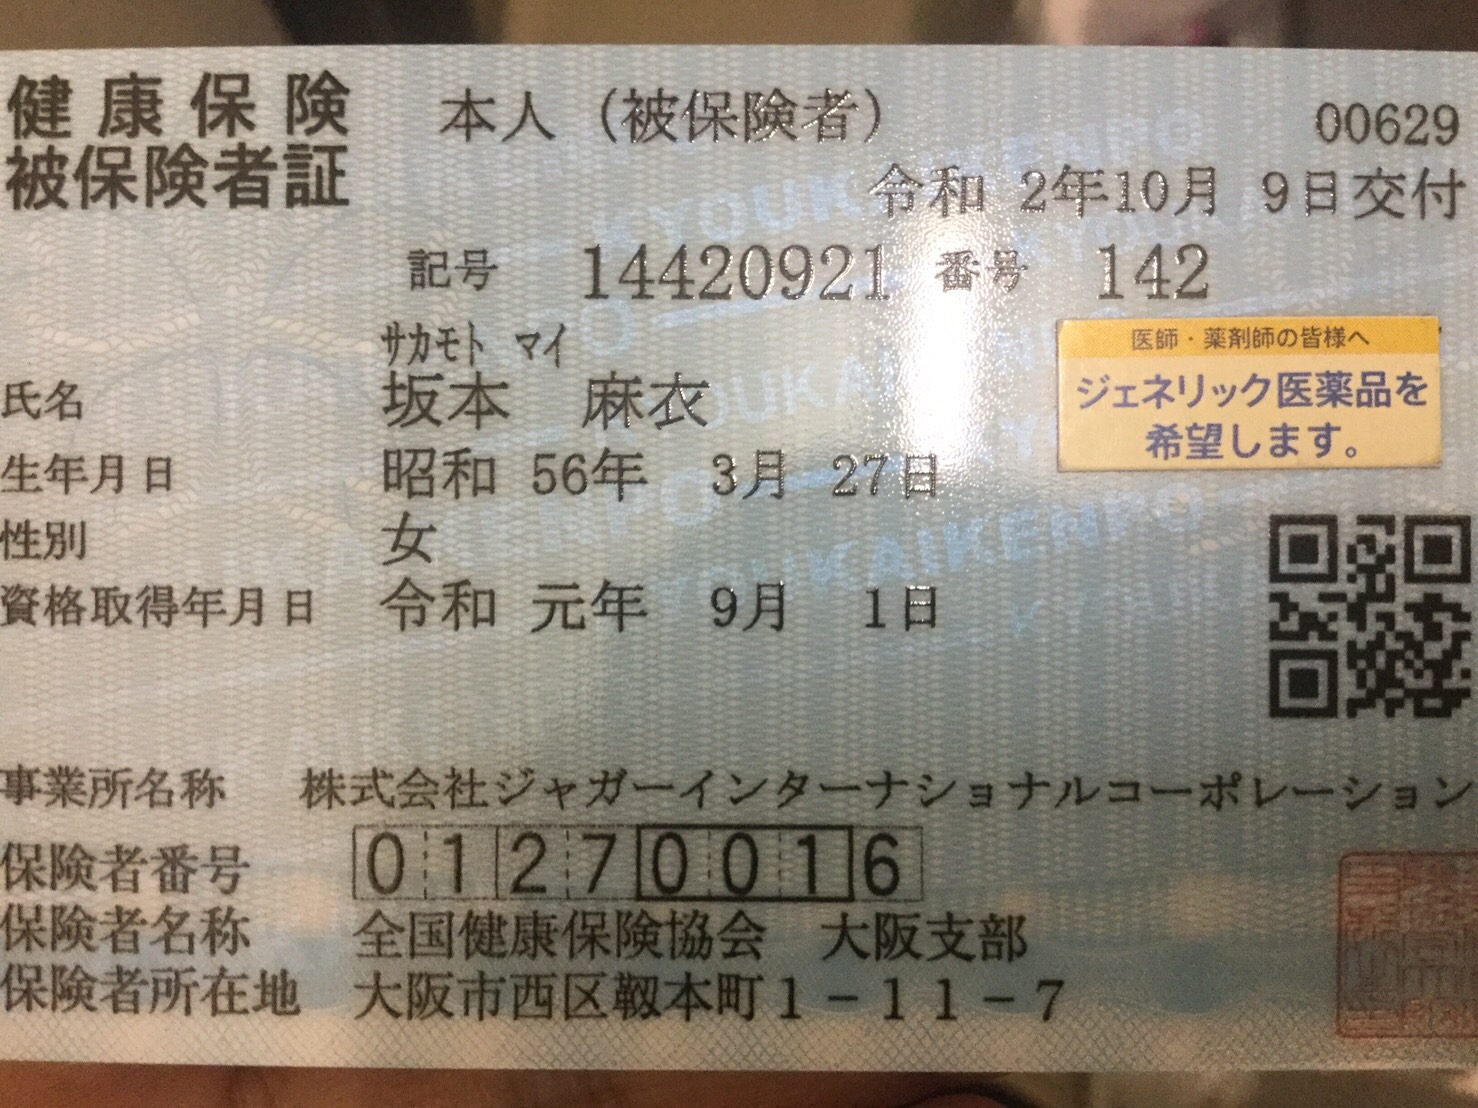 健康保険 本人（被保険者） 00629
被保険者証 令和 2年10月 9日交付
記号 14420921 番号 142
サカモト マイ
氏名 坂本 麻衣
医師・薬剤師の皆様へ
ジェネリック医薬品を
希望します。
生年月日 昭和 56年 3月 27日
性別 女
資格取得年月日 令和 元年 9月 1日
事業所名称 株式会社ジャガーインターナショナルコーポレーション
保険者番号 01270016
保険者名称 全国健康保険協会 大阪支部
保険者所在地 大阪市西区靱本町１－１１－７